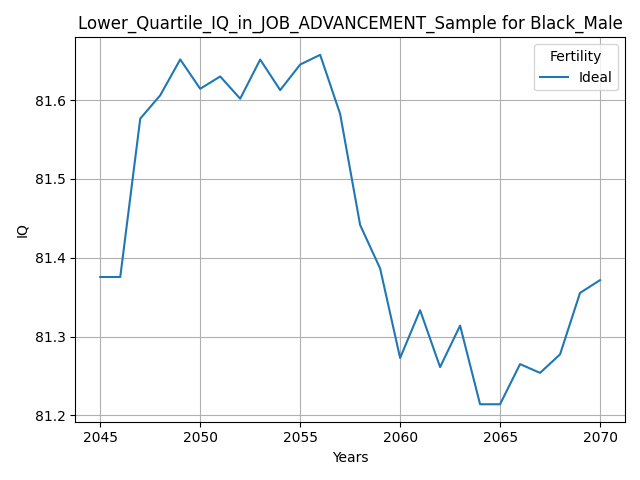 Lower_Quartile_IQ_in_JOB_ADVANCEMENT_Sample for Black_Male
Fertility
Ideal
81.6
81.5
81.4
81.3
81.2
IQ
2045 2050 2055 2060 2065 2070
Years